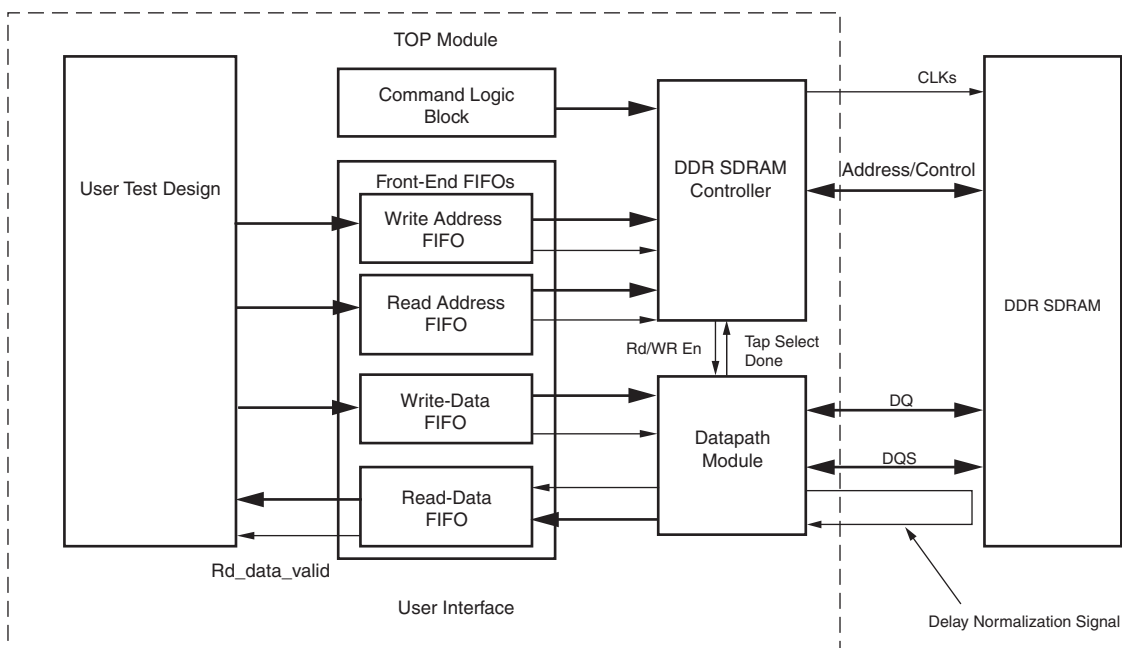 TOP Module
User Test Design
Command Logic
Block
Front-End FIFOs
Write Address
FIFO
Read Address
FIFO
Write-Data
FIFO
Read-Data
FIFO
Rd_data_valid
User Interface
DDR SDRAM
Controller
Rd/WR En
Tap Select
Done
Datapath
Module
CLKs
Address/Control
DQ
DQS
DDR SDRAM
Delay Normalization Signal